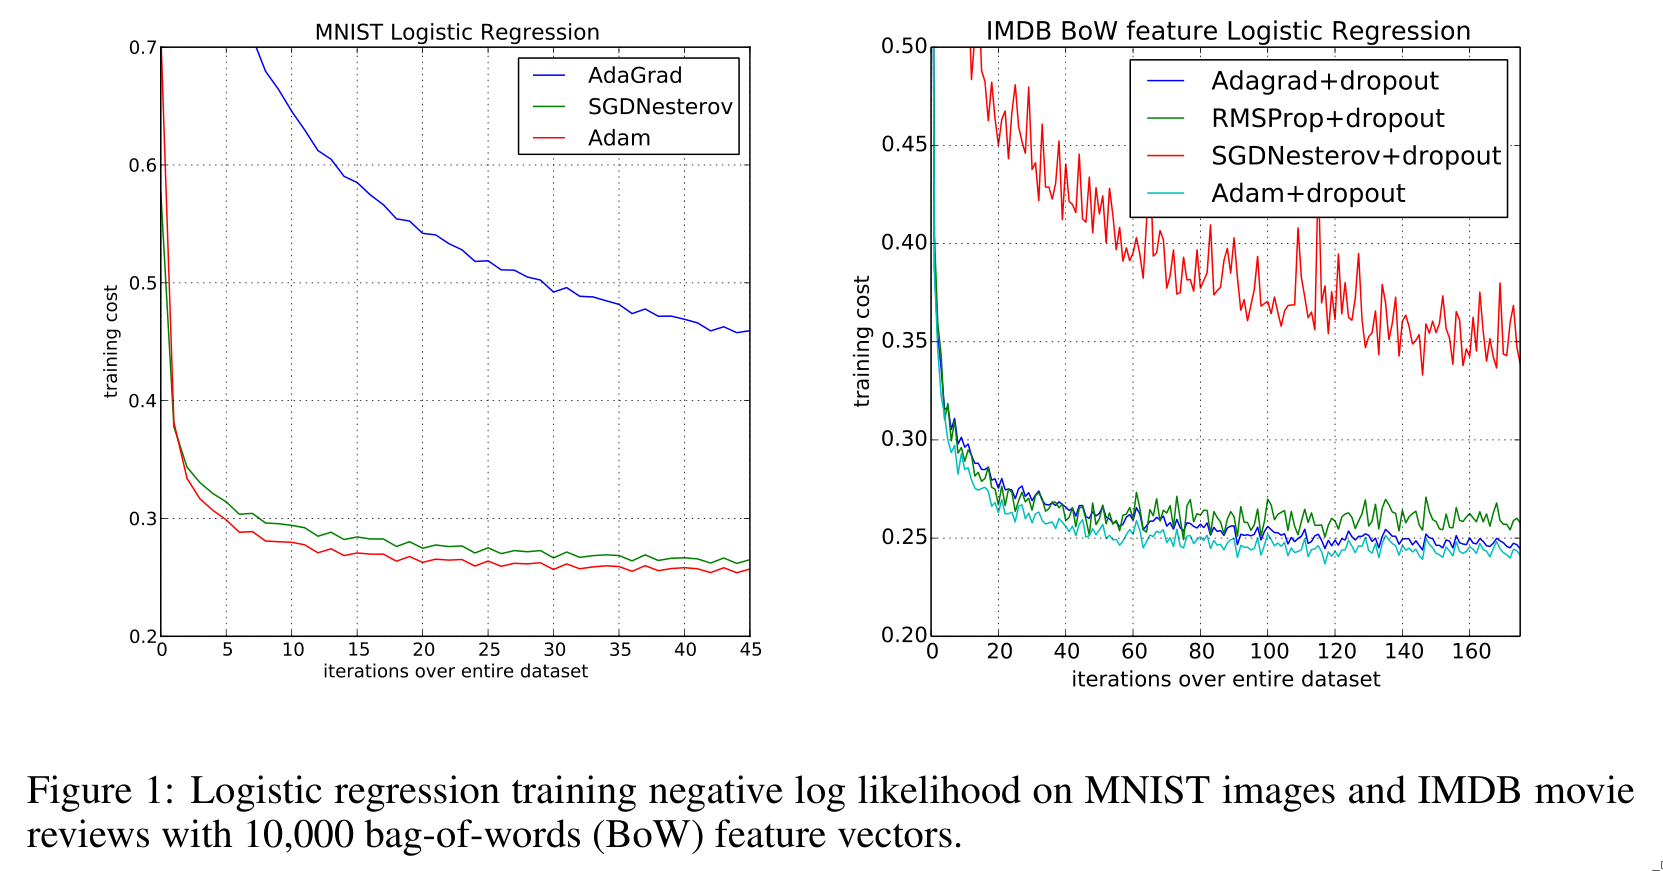 MNIST Logistic Regression
0.7
0.6
0.5
0.4
0.3
0.2
training cost
AdaGrad
SGDNesterov
Adam
0 5 10 15 20 25 30 35 40 45
iterations over entire dataset
IMDB BoW feature Logistic Regression
0.50
0.45
0.40
0.35
0.30
0.25
0.20
training cost
Adagrad+dropout
RMSProp+dropout
SGDNesterov+dropout
Adam+dropout
0 20 40 60 80 100 120 140 160
iterations over entire dataset
Figure 1: Logistic regression training negative log likelihood on MNIST images and IMDB movie
reviews with 10,000 bag-of-words (BoW) feature vectors.